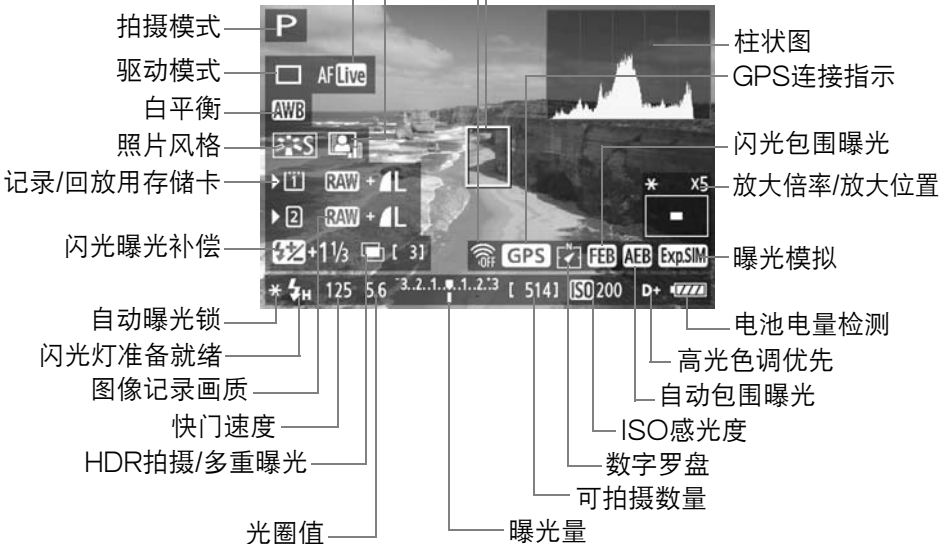 拍摄模式
驱动模式
白平衡
照片风格
记录/回放用存储卡
闪光曝光补偿
自动曝光锁
闪光灯准备就绪
图像记录画质
快门速度
HDR拍摄/多重曝光
光圈值
P
AF Live
AWB
S
1 RAW + L
2 RAW + L
+1 1/3 [ 3]
OFF GPS N FEB AEB Exp.SIM
* H 125 5.6 -3..2..1..0..1..2..:3 [ 514] ISO 200 D+
* x5
柱状图
GPS连接指示
闪光包围曝光
放大倍率/放大位置
曝光模拟
电池电量检测
高光色调优先
自动包围曝光
ISO感光度
数字罗盘
可拍摄数量
曝光量